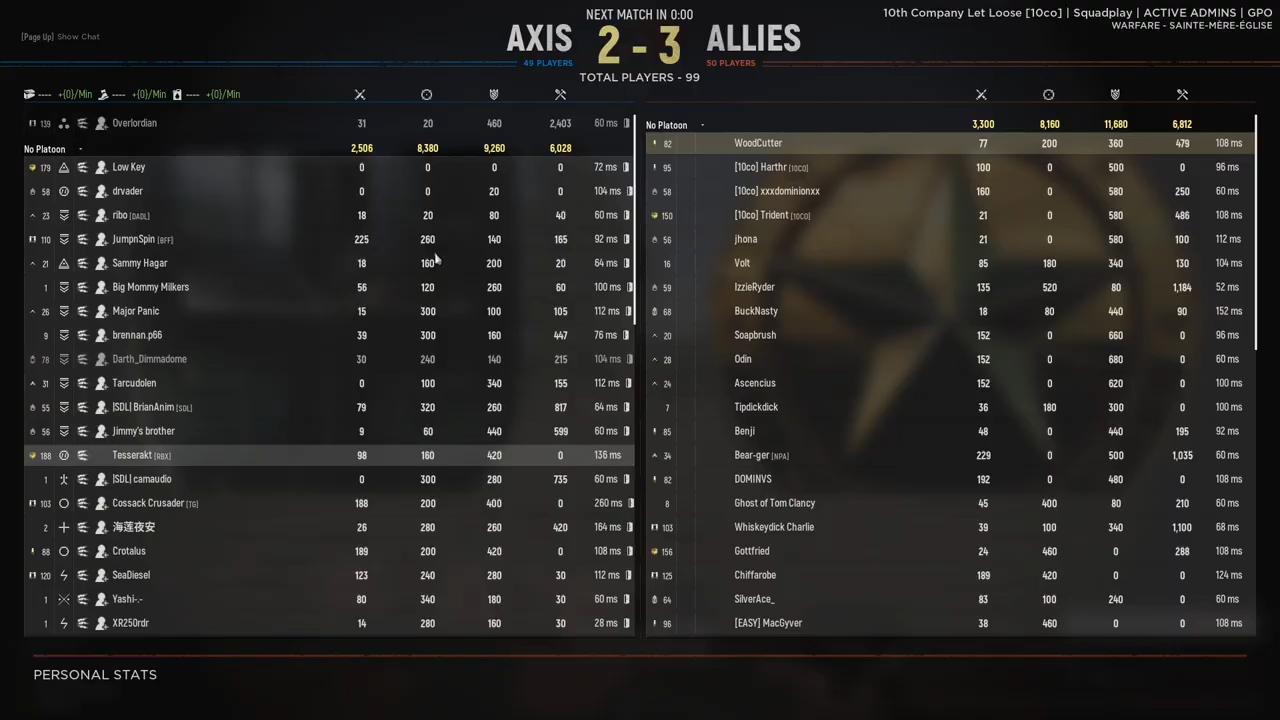 [Page Up] Show Chat
NEXT MATCH IN 0:00
AXIS 2 - 3 ALLIES
49 PLAYERS 50 PLAYERS
TOTAL PLAYERS - 99
10th Company Let Loose [10co] | Squadplay | ACTIVE ADMINS | GPO
WARFARE - SAINTE-MÈRE-ÉGLISE
---- +{0}/Min ---- +{0}/Min ---- +{0}/Min
139 Overlordian 31 20 460 2,403 60 ms
No Platoon - 2,506 8,380 9,260 6,028
179 Low Key 0 0 0 0 72 ms
58 drvader 0 0 20 0 104 ms
23 ribo [DADL] 18 20 80 40 60 ms
110 JumpnSpin [BFF] 225 260 140 165 92 ms
21 Sammy Hagar 18 160 200 20 64 ms
1 Big Mommy Milkers 56 120 260 60 100 ms
26 Major Panic 15 300 100 105 112 ms
9 brennan.p66 39 300 160 447 76 ms
78 Darth_Dimmadome 30 240 140 215 104 ms
31 Tarcudolen 0 100 340 155 112 ms
55 |SDL| BrianAnim [SDL] 79 320 260 817 64 ms
56 Jimmy's brother 9 60 440 599 60 ms
188 Tesserakt [RBX] 98 160 420 0 136 ms
1 |SDL| camaudio 0 300 280 735 60 ms
103 Cossack Crusader [TG] 188 200 400 0 260 ms
2 海莲夜安 26 280 260 420 164 ms
88 Crotalus 189 200 420 0 108 ms
120 SeaDiesel 123 240 280 30 112 ms
1 Yashi-.- 80 340 180 30 60 ms
1 XR250rdr 14 280 160 30 28 ms
No Platoon - 3,300 8,160 11,680 6,812
82 WoodCutter 77 200 360 479 108 ms
95 [10co] Harthr [10CO] 100 0 500 0 96 ms
58 [10co] xxxdominionxx 160 0 580 250 60 ms
150 [10co] Trident [10CO] 21 0 580 486 108 ms
56 jhona 21 0 580 100 112 ms
16 Volt 85 180 340 130 104 ms
59 IzzieRyder 135 520 80 1,184 52 ms
68 BuckNasty 18 80 440 90 152 ms
20 Soapbrush 152 0 660 0 96 ms
28 Odin 152 0 680 0 60 ms
24 Ascencius 152 0 620 0 100 ms
7 Tipdickdick 36 180 300 0 100 ms
85 Benji 48 0 440 195 92 ms
34 Bear-ger [NPA] 229 0 500 1,035 60 ms
82 DOMINVS 192 0 480 0 108 ms
8 Ghost of Tom Clancy 45 400 80 210 60 ms
103 Whiskeydick Charlie 39 100 340 1,100 68 ms
156 Gottfried 24 460 0 288 108 ms
125 Chiffarobe 189 420 0 0 124 ms
64 SilverAce_ 83 100 240 0 60 ms
96 [EASY] MacGyver 38 460 0 0 108 ms
PERSONAL STATS